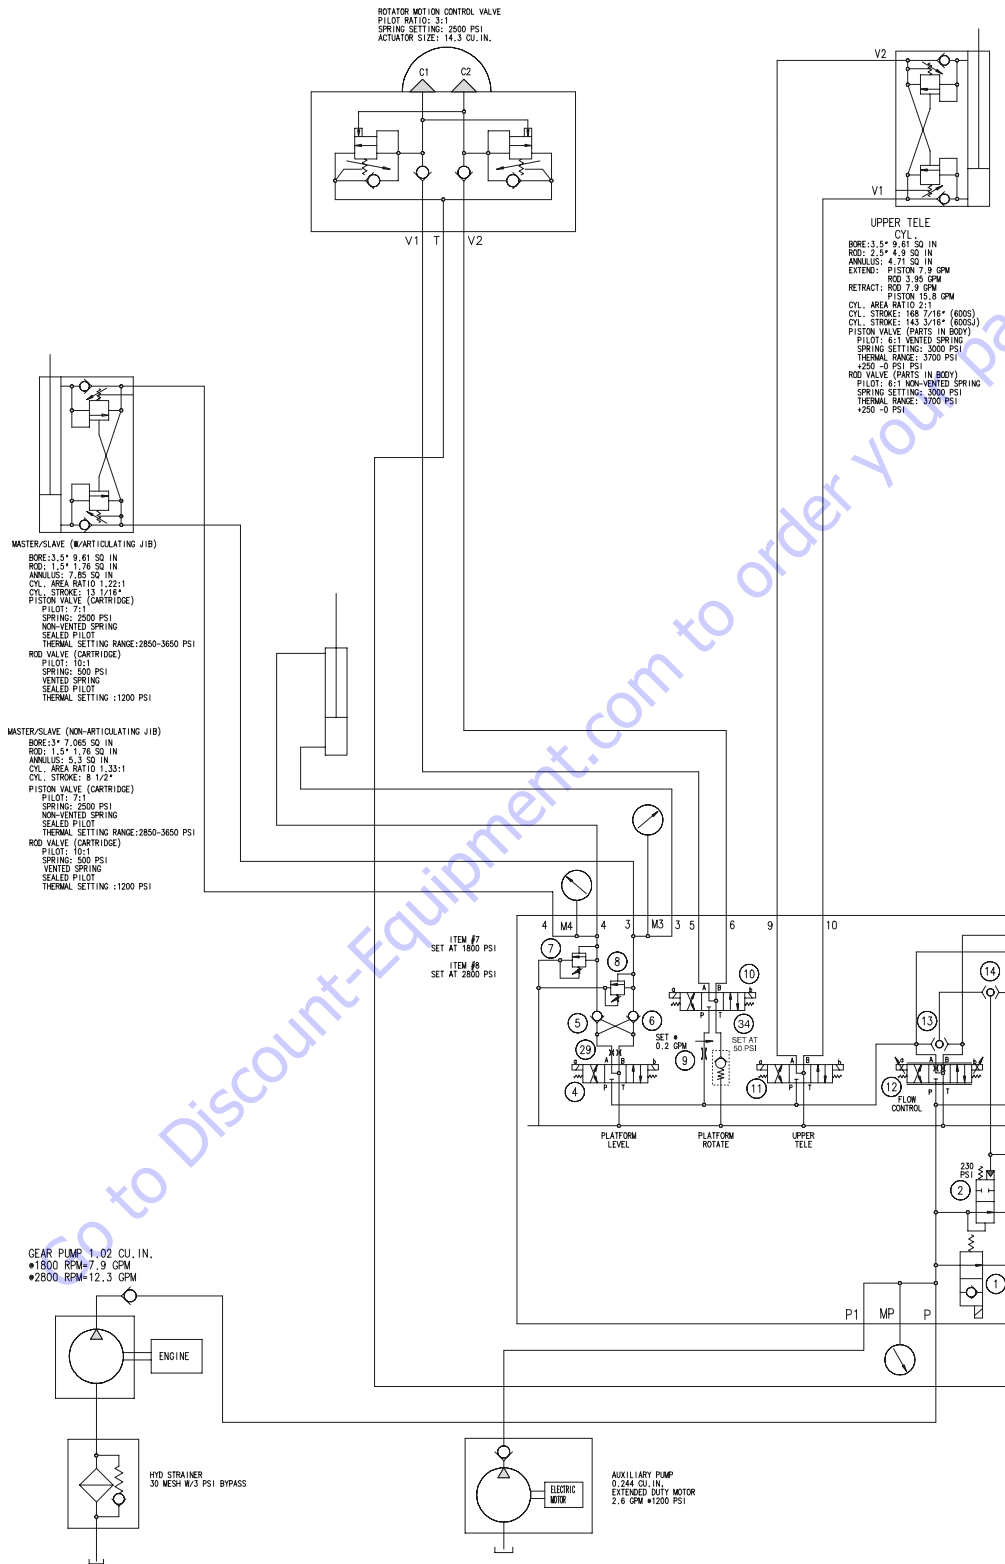 ROTATOR MOTION CONTROL VALVE
PILOT RATIO: 3:1
SPRING SETTING: 2500 PSI
ACTUATOR SIZE: 14.3 CU.IN.
C1
C2
V1
T
V2
V2
V1
UPPER TELE
CYL.
BORE:3.5" 9.61 SQ IN
ROD: 2.5" 4.9 SQ IN
ANNULUS: 4.71 SQ IN
EXTEND: PISTON 7.9 GPM
ROD 3.95 GPM
RETRACT: ROD 7.9 GPM
PISTON 15.8 GPM
CYL. AREA RATIO 2:1
CYL. STROKE: 168 7/16" (600S)
CYL. STROKE: 143 3/16" (600SJ)
PISTON VALVE (PARTS IN BODY)
PILOT: 6:1 VENTED SPRING
SPRING SETTING: 3000 PSI
THERMAL RANGE: 3700 PSI
+250 -0 PSI PSI
ROD VALVE (PARTS IN BODY)
PILOT: 6:1 NON-VENTED SPRING
SPRING SETTING: 3000 PSI
THERMAL RANGE: 3700 PSI
+250 -0 PSI
MASTER/SLAVE (W/ARTICULATING JIB)
BORE:3.5" 9.61 SQ IN
ROD: 1.5" 1.76 SQ IN
ANNULUS: 7.85 SQ IN
CYL. AREA RATIO 1.22:1
CYL. STROKE: 13 1/16"
PISTON VALVE (CARTRIDGE)
PILOT: 7:1
SPRING: 2500 PSI
NON-VENTED SPRING
SEALED PILOT
THERMAL SETTING RANGE:2850-3650 PSI
ROD VALVE (CARTRIDGE)
PILOT: 10:1
SPRING: 500 PSI
VENTED SPRING
SEALED PILOT
THERMAL SETTING :1200 PSI
MASTER/SLAVE (NON-ARTICULATING JIB)
BORE:3" 7.065 SQ IN
ROD: 1.5" 1.76 SQ IN
ANNULUS: 5.3 SQ IN
CYL. AREA RATIO 1.33:1
CYL. STROKE: 8 1/2"
PISTON VALVE (CARTRIDGE)
PILOT: 7:1
SPRING: 2500 PSI
NON-VENTED SPRING
SEALED PILOT
THERMAL SETTING RANGE:2850-3650 PSI
ROD VALVE (CARTRIDGE)
PILOT: 10:1
SPRING: 500 PSI
VENTED SPRING
SEALED PILOT
THERMAL SETTING :1200 PSI
4 M4 4 3 M3 3 5 6 9 10
ITEM #7
SET AT 1800 PSI
ITEM #8
SET AT 2800 PSI
7
8
10
14
5
6
34
13
SET @
0.2 GPM
SET AT
50 PSI
29
9
4
11
12
a b
A B
P T
a b
P T
a b
A B
P T
a b
A B
P T
FLOW
CONTROL
PLATFORM
LEVEL
PLATFORM
ROTATE
UPPER
TELE
230
PSI
2
1
P1 MP P
GEAR PUMP 1.02 CU.IN.
@1800 RPM=7.9 GPM
@2800 RPM=12.3 GPM
ENGINE
HYD STRAINER
30 MESH W/3 PSI BYPASS
ELECTRIC
MOTOR
AUXILIARY PUMP
0.244 CU.IN.
EXTENDED DUTY MOTOR
2.6 GPM @1200 PSI
Go to Discount-Equipment.com to order your pa